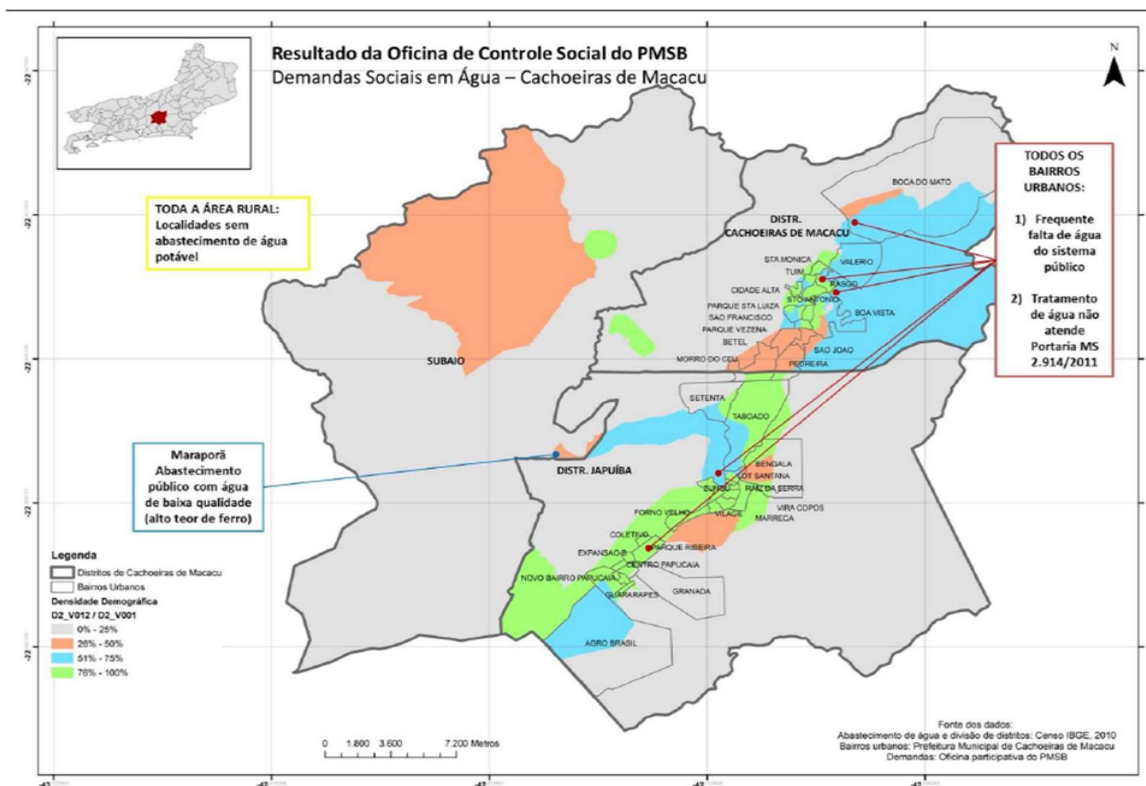 Resultado da Oficina de Controle Social do PMSB
Demandas Sociais em Água – Cachoeiras de Macacu
N
TODA A ÁREA RURAL:
Localidades sem
abastecimento de água
potável
TODOS OS
BAIRROS
URBANOS:
1) Frequente
falta de água
do sistema
público
2) Tratamento
de água não
atende
Portaria MS
2.914/2011
BOCA DO MATO
DISTR.
CACHOEIRAS DE MACACU
STA MONICA
VALERIO
TUIM
RASGO
CIDADE ALTA
STO ANTONIO
PARQUE STA LUIZA
BOA VISTA
SAO FRANCISCO
PARQUE VEZENA
BETEL
SAO JOAO
MORRO DO CEU
PEDREIRA
SUBAIO
SETENTA
TABOADO
Maraporã
Abastecimento
público com água
de baixa qualidade
(alto teor de ferro)
DISTR. JAPUÍBA
BENGALA
LOT SANTANA
RAIZ DA SERRA
VIRA COPOS
FORNO VELHO
VILAGE
MARRECA
COLETIVO
EXPANSAO B
PARQUE RIBEIRA
CENTRO PAPUCAIA
NOVO BAIRRO PAPUCAIA
GUARARAPES
GRANADA
AGRO BRASIL
Legenda
Distritos de Cachoeiras de Macacu
Bairros Urbanos
Densidade Demográfica
D2_V012 / D2_V001
0% - 25%
26% - 50%
51% - 75%
76% - 100%
0 1.800 3.600 7.200 Metros
Fonte dos dados:
Abastecimento de água e divisão de distritos: Censo IBGE, 2010
Bairros urbanos: Prefeitura Municipal de Cachoeiras de Macacu
Demandas: Oficina participativa do PMSB